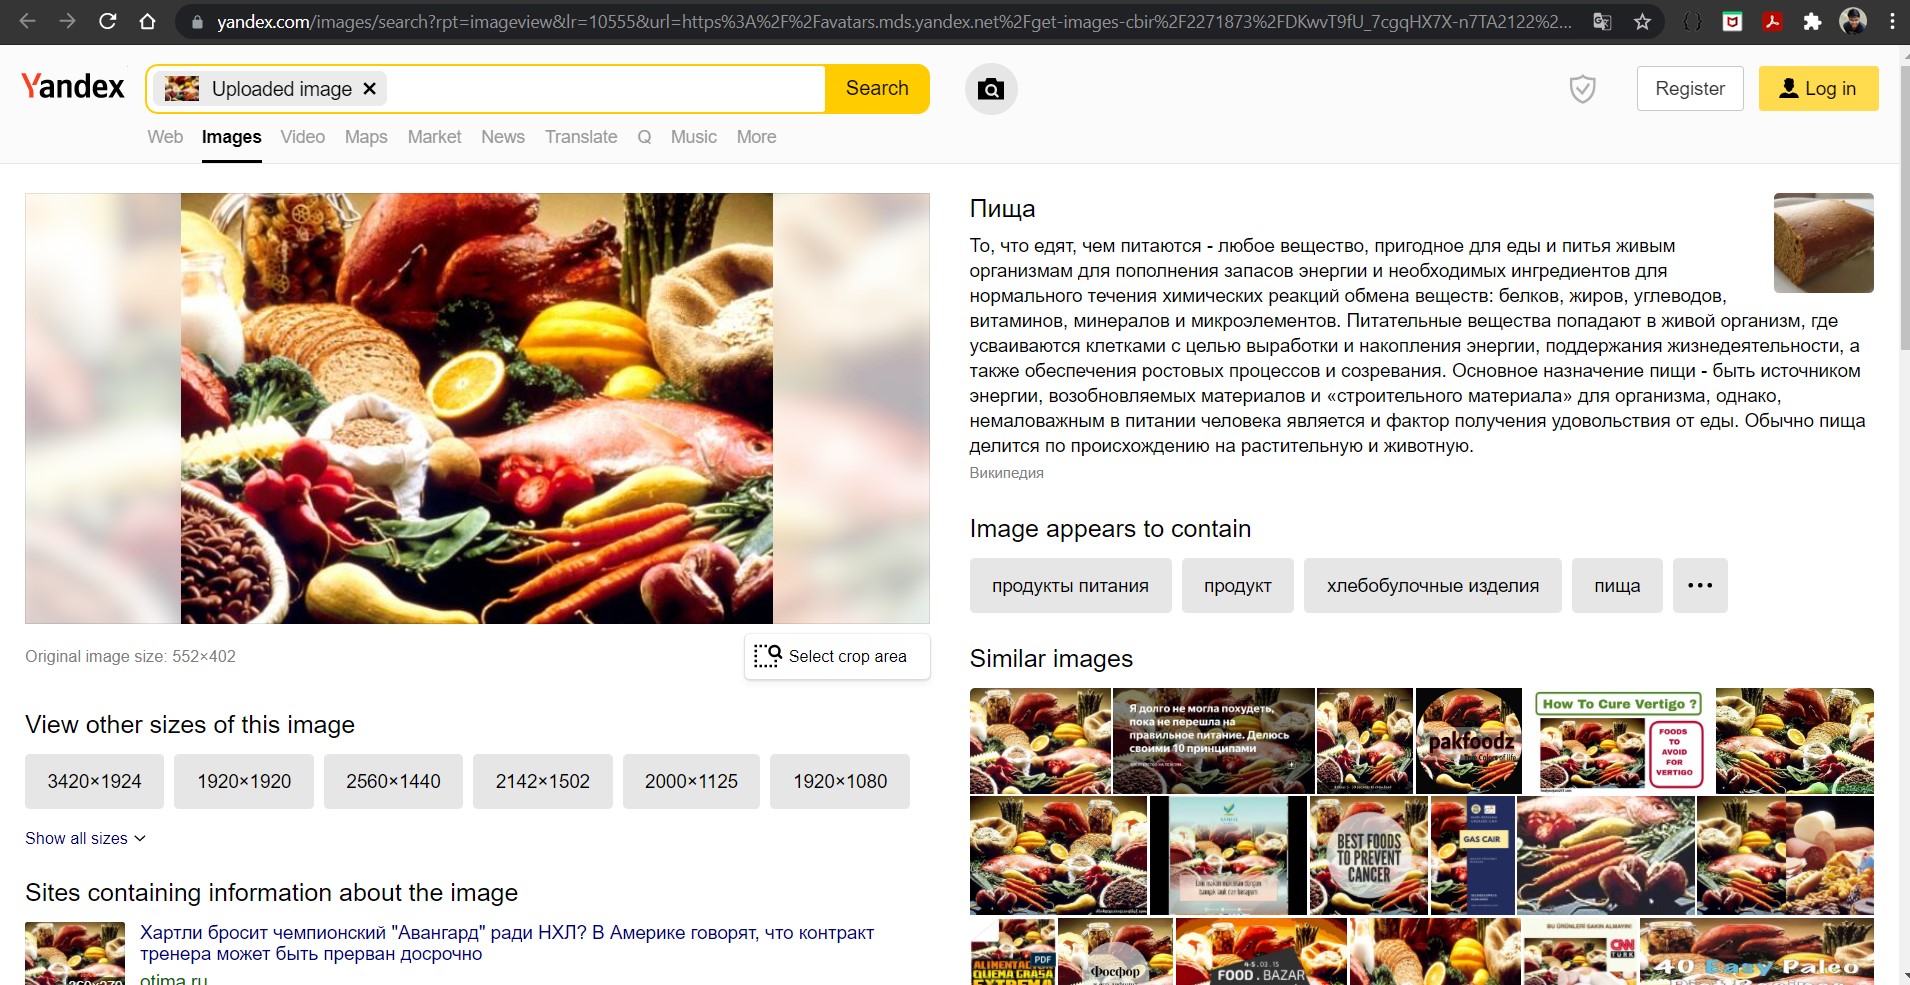 yandex.com/images/search?rpt=imageview&lr=10555&url=https%3A%2F%2Favatars.mds.yandex.net%2Fget-images-cbir%2F2271873%2FDKwvT9fU_7cgqHX7X-n7TA2122%2...
Yandex
Uploaded image ×
Search
Register
Log in
Web Images Video Maps Market News Translate Q Music More
Original image size: 552×402
Select crop area
View other sizes of this image
3420×1924 1920×1920 2560×1440 2142×1502 2000×1125 1920×1080
Show all sizes
Sites containing information about the image
Хартли бросит чемпионский "Авангард" ради НХЛ? В Америке говорят, что контракт
тренера может быть прерван досрочно
otima.ru
Пища
То, что едят, чем питаются - любое вещество, пригодное для еды и питья живым
организмам для пополнения запасов энергии и необходимых ингредиентов для
нормального течения химических реакций обмена веществ: белков, жиров, углеводов,
витаминов, минералов и микроэлементов. Питательные вещества попадают в живой организм, где
усваиваются клетками с целью выработки и накопления энергии, поддержания жизнедеятельности, а
также обеспечения ростовых процессов и созревания. Основное назначение пищи - быть источником
энергии, возобновляемых материалов и «строительного материала» для организма, однако,
немаловажным в питании человека является и фактор получения удовольствия от еды. Обычно пища
делится по происхождению на растительную и животную.
Википедия
Image appears to contain
продукты питания продукт хлебобулочные изделия пища
Similar images
Я долго не могла похудеть,
пока не перешла на
правильное питание. Делюсь
своими 10 принципами
pakfoodz
How To Cure Vertigo ?
FOODS
TO
AVOID
FOR
VERTIGO
BEST FOODS
TO PREVENT
CANCER
GAS CAIR
PDF
ALIMENTAC
QUEMA GRASA
EXTREMA
Фосфор
4-5.03.15
FOOD.BAZAR
BU ÜRÜNLERİ SAKIN ALMAYIN!
CNN
TÜRK
40 Easy Paleo